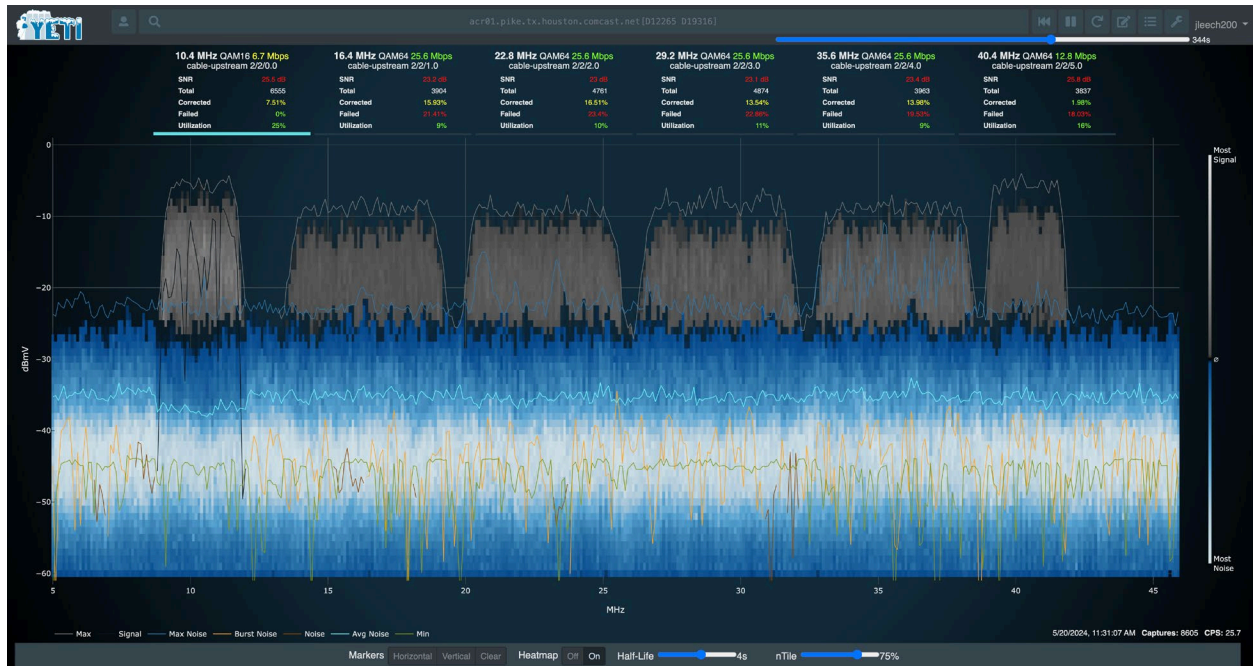 YETI
acr01.pike.tx.houston.comcast.net[D12265 D19316]
jleech200
344s
10.4 MHz QAM16 6.7 Mbps
cable-upstream 2/2/0.0
SNR 25.5 dB
Total 6555
Corrected 7.51%
Failed 0%
Utilization 25%
16.4 MHz QAM64 25.6 Mbps
cable-upstream 2/2/1.0
SNR 23.2 dB
Total 3904
Corrected 15.93%
Failed 21.41%
Utilization 9%
22.8 MHz QAM64 25.6 Mbps
cable-upstream 2/2/2.0
SNR 23 dB
Total 4761
Corrected 16.51%
Failed 23.4%
Utilization 10%
29.2 MHz QAM64 25.6 Mbps
cable-upstream 2/2/3.0
SNR 23.1 dB
Total 4874
Corrected 13.54%
Failed
Utilization 11%
35.6 MHz QAM64 25.6 Mbps
cable-upstream 2/2/4.0
SNR 23.4 dB
Total 3963
Corrected 13.98%
Failed 19.53%
Utilization 9%
40.4 MHz QAM64 12.8 Mbps
cable-upstream 2/2/5.0
SNR 25.8 dB
Total 3837
Corrected 1.98%
Failed 18.03%
Utilization 16%
0
−10
−20
−30
−40
−50
−60
dBmV
5 10 15 20 25 30 35 40 45
MHz
Most
Signal
ø
Most
Noise
Max Signal Max Noise Burst Noise Noise Avg Noise Min
5/20/2024, 11:31:07 AM Captures: 8605 CPS: 25.7
Markers Horizontal Vertical Clear Heatmap Off On Half-Life 4s nTile 75%